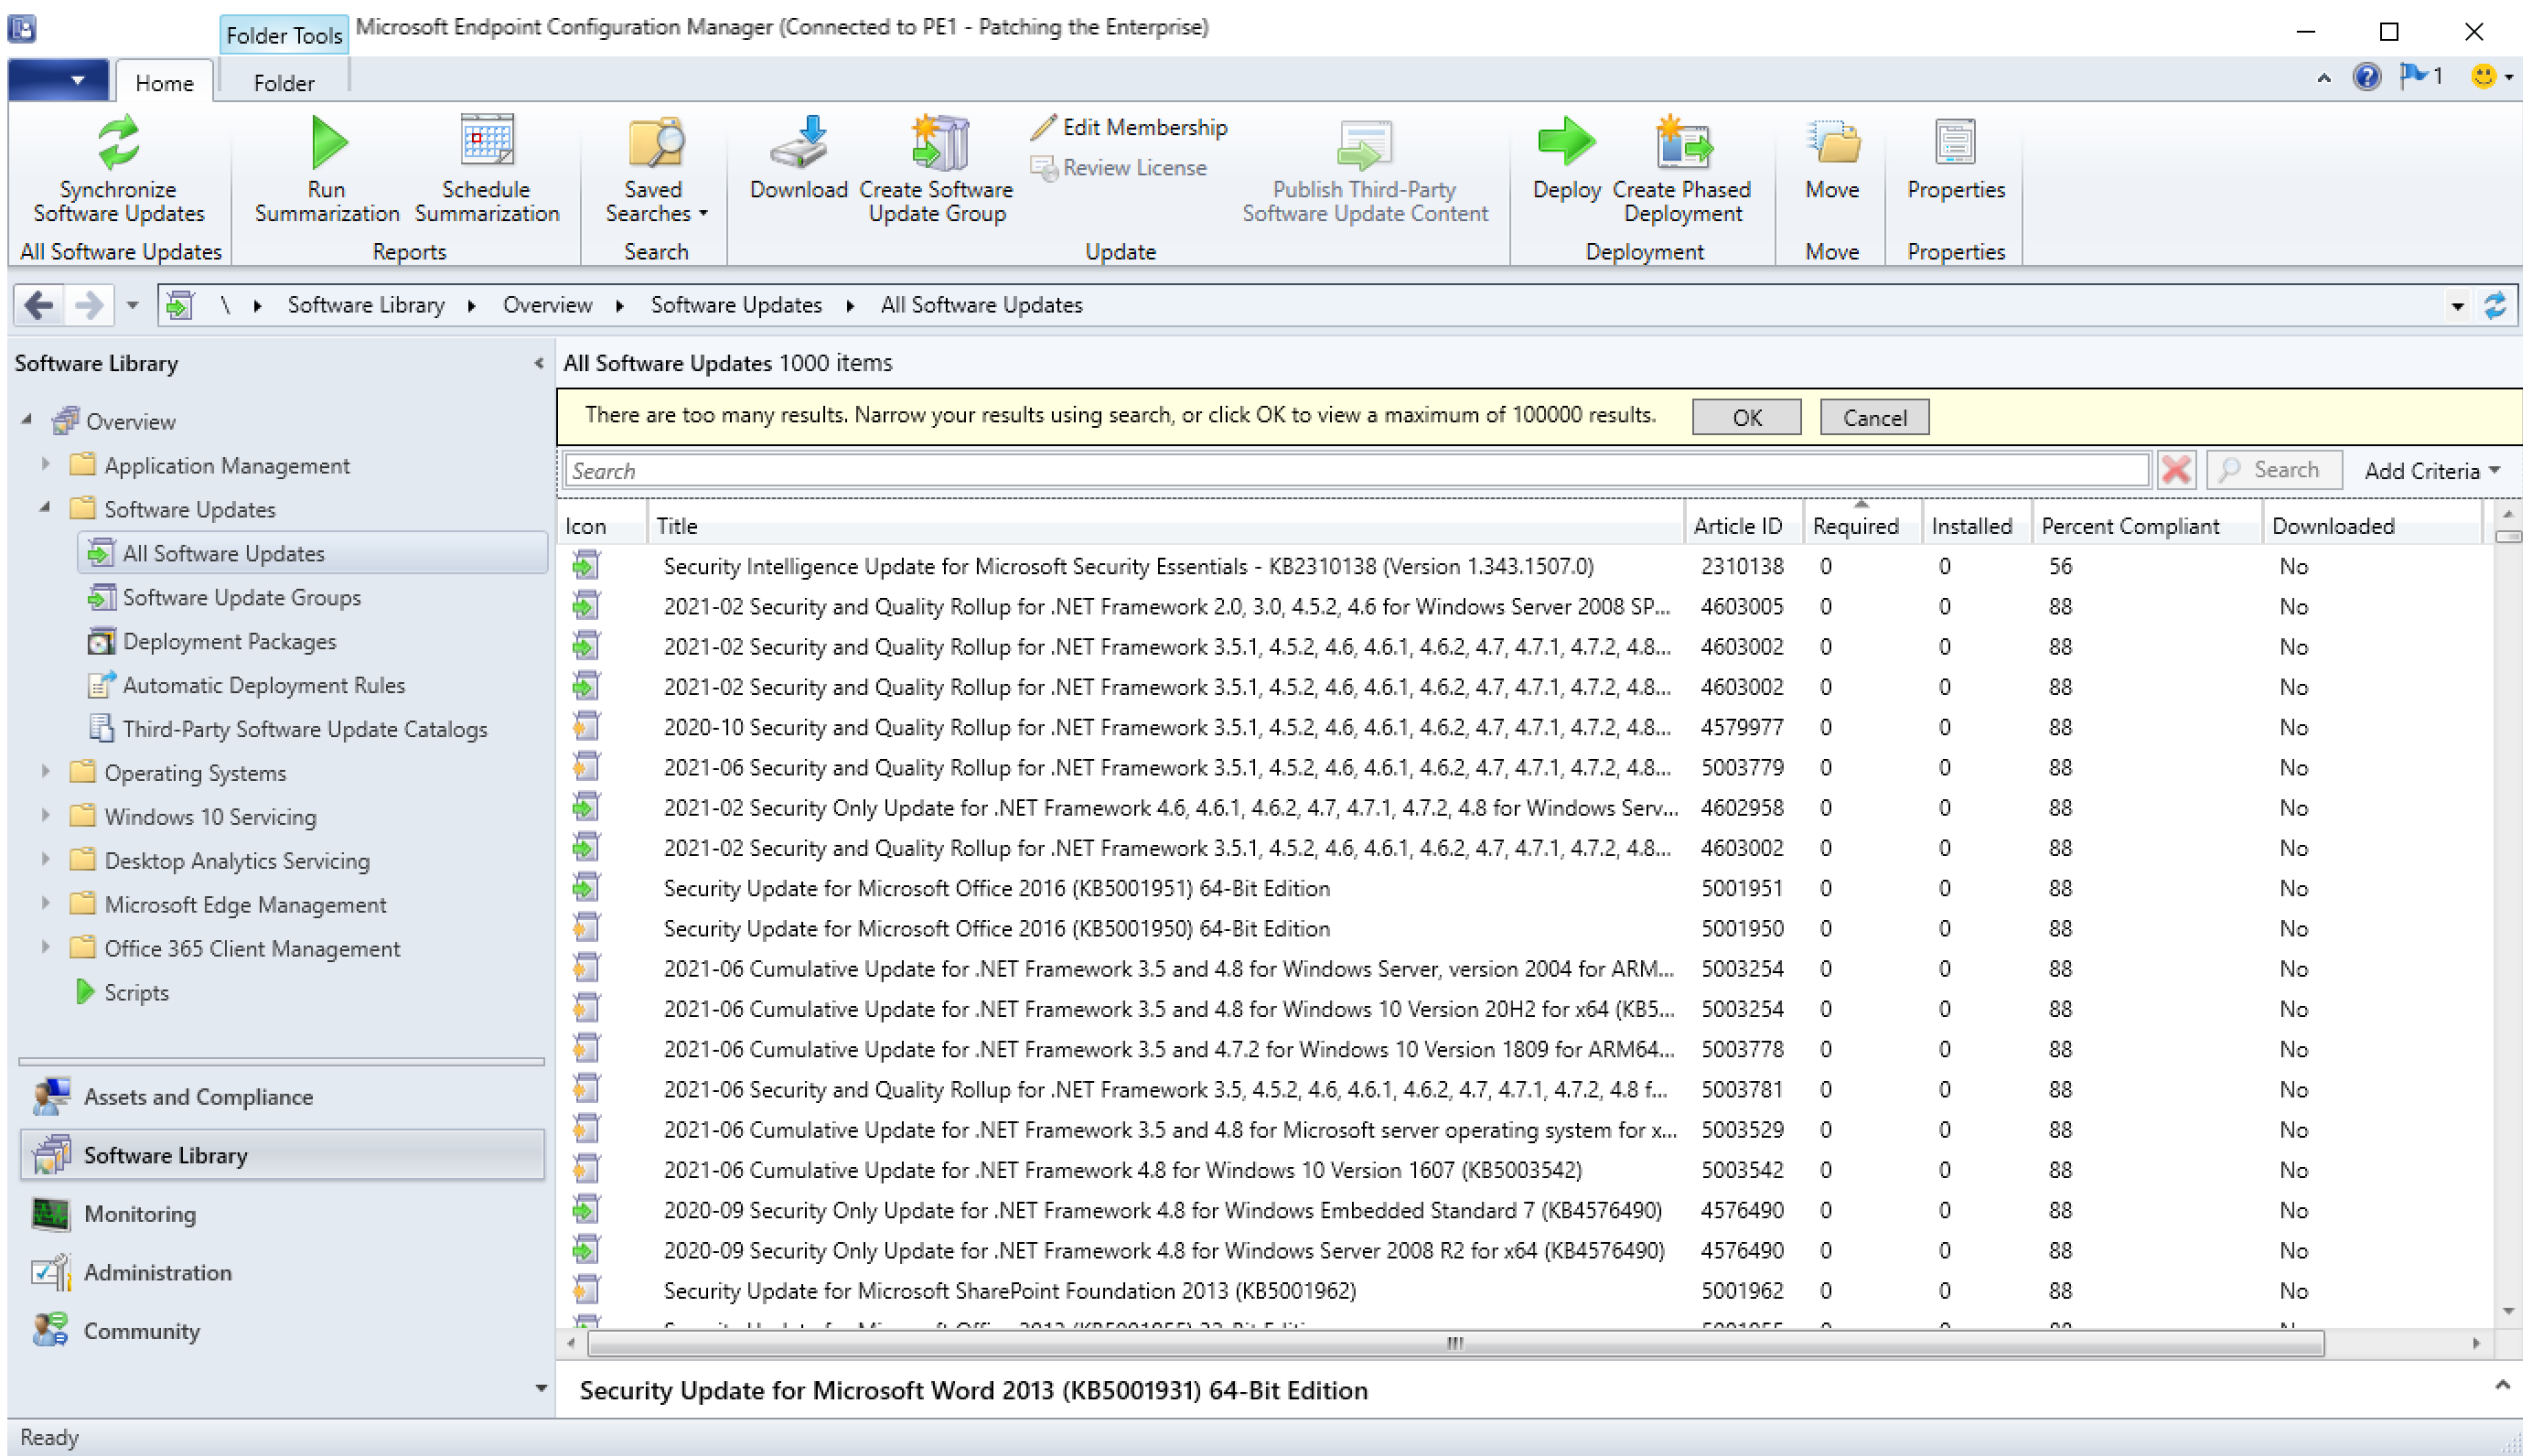 Folder Tools
Microsoft Endpoint Configuration Manager (Connected to PE1 - Patching the Enterprise)
Home
Folder
1
Synchronize
Software Updates
All Software Updates
Run
Summarization
Schedule
Summarization
Reports
Saved
Searches
Search
Download
Create Software
Update Group
Edit Membership
Review License
Publish Third-Party
Software Update Content
Update
Deploy
Create Phased
Deployment
Deployment
Move
Move
Properties
Properties
\ Software Library Overview Software Updates All Software Updates
Software Library
Overview
Application Management
Software Updates
All Software Updates
Software Update Groups
Deployment Packages
Automatic Deployment Rules
Third-Party Software Update Catalogs
Operating Systems
Windows 10 Servicing
Desktop Analytics Servicing
Microsoft Edge Management
Office 365 Client Management
Scripts
Assets and Compliance
Software Library
Monitoring
Administration
Community
All Software Updates 1000 items
There are too many results. Narrow your results using search, or click OK to view a maximum of 100000 results. OK Cancel
Search Search Add Criteria
Icon Title Article ID Required Installed Percent Compliant Downloaded
Security Intelligence Update for Microsoft Security Essentials - KB2310138 (Version 1.343.1507.0) 2310138 0 0 56 No
2021-02 Security and Quality Rollup for .NET Framework 2.0, 3.0, 4.5.2, 4.6 for Windows Server 2008 SP... 4603005 0 0 88 No
2021-02 Security and Quality Rollup for .NET Framework 3.5.1, 4.5.2, 4.6, 4.6.1, 4.6.2, 4.7, 4.7.1, 4.7.2, 4.8... 4603002 0 0 88 No
2021-02 Security and Quality Rollup for .NET Framework 3.5.1, 4.5.2, 4.6, 4.6.1, 4.6.2, 4.7, 4.7.1, 4.7.2, 4.8... 4603002 0 0 88 No
2020-10 Security and Quality Rollup for .NET Framework 3.5.1, 4.5.2, 4.6, 4.6.1, 4.6.2, 4.7, 4.7.1, 4.7.2, 4.8... 4579977 0 0 88 No
2021-06 Security and Quality Rollup for .NET Framework 3.5.1, 4.5.2, 4.6, 4.6.1, 4.6.2, 4.7, 4.7.1, 4.7.2, 4.8... 5003779 0 0 88 No
2021-02 Security Only Update for .NET Framework 4.6, 4.6.1, 4.6.2, 4.7, 4.7.1, 4.7.2, 4.8 for Windows Serv... 4602958 0 0 88 No
2021-02 Security and Quality Rollup for .NET Framework 3.5.1, 4.5.2, 4.6, 4.6.1, 4.6.2, 4.7, 4.7.1, 4.7.2, 4.8... 4603002 0 0 88 No
Security Update for Microsoft Office 2016 (KB5001951) 64-Bit Edition 5001951 0 0 88 No
Security Update for Microsoft Office 2016 (KB5001950) 64-Bit Edition 5001950 0 0 88 No
2021-06 Cumulative Update for .NET Framework 3.5 and 4.8 for Windows Server, version 2004 for ARM... 5003254 0 0 88 No
2021-06 Cumulative Update for .NET Framework 3.5 and 4.8 for Windows 10 Version 20H2 for x64 (KB5... 5003254 0 0 88 No
2021-06 Cumulative Update for .NET Framework 3.5 and 4.7.2 for Windows 10 Version 1809 for ARM64... 5003778 0 0 88 No
2021-06 Security and Quality Rollup for .NET Framework 3.5, 4.5.2, 4.6, 4.6.1, 4.6.2, 4.7, 4.7.1, 4.7.2, 4.8 f... 5003781 0 0 88 No
2021-06 Cumulative Update for .NET Framework 3.5 and 4.8 for Microsoft server operating system for x... 5003529 0 0 88 No
2021-06 Cumulative Update for .NET Framework 4.8 for Windows 10 Version 1607 (KB5003542) 5003542 0 0 88 No
2020-09 Security Only Update for .NET Framework 4.8 for Windows Embedded Standard 7 (KB4576490) 4576490 0 0 88 No
2020-09 Security Only Update for .NET Framework 4.8 for Windows Server 2008 R2 for x64 (KB4576490) 4576490 0 0 88 No
Security Update for Microsoft SharePoint Foundation 2013 (KB5001962) 5001962 0 0 88 No
Security Update for Microsoft Word 2013 (KB5001931) 64-Bit Edition
Ready